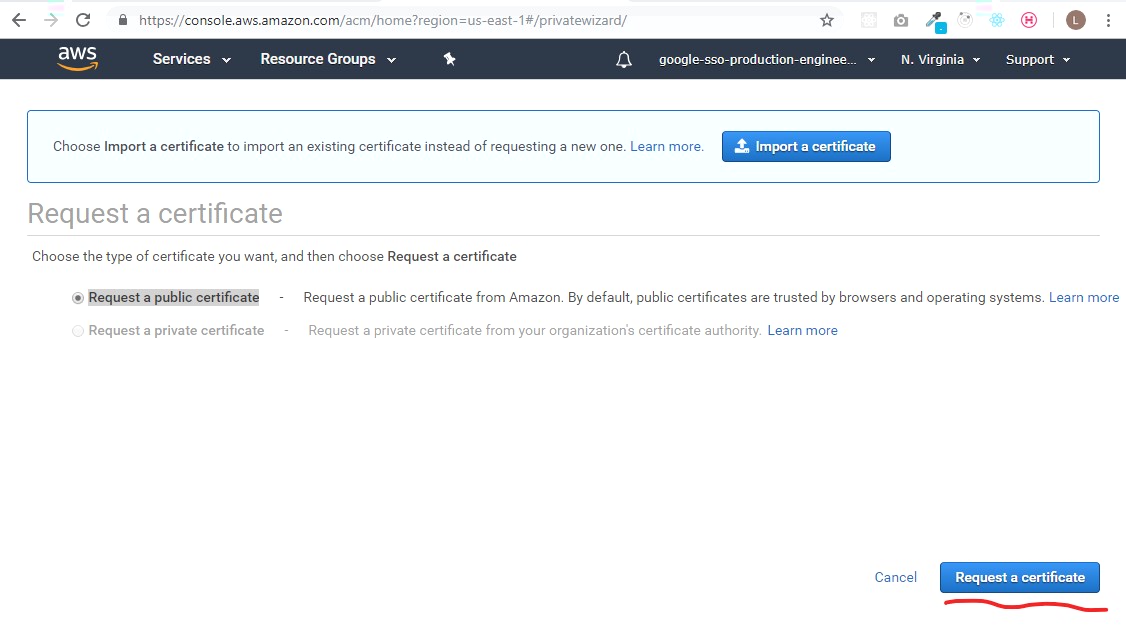 https://console.aws.amazon.com/acm/home?region=us-east-1#/privatewizard/
L
aws Services Resource Groups google-sso-production-enginee... N. Virginia Support
Choose Import a certificate to import an existing certificate instead of requesting a new one. Learn more. Import a certificate
Request a certificate
Choose the type of certificate you want, and then choose Request a certificate
Request a public certificate - Request a public certificate from Amazon. By default, public certificates are trusted by browsers and operating systems. Learn more
Request a private certificate - Request a private certificate from your organization's certificate authority. Learn more
Cancel Request a certificate